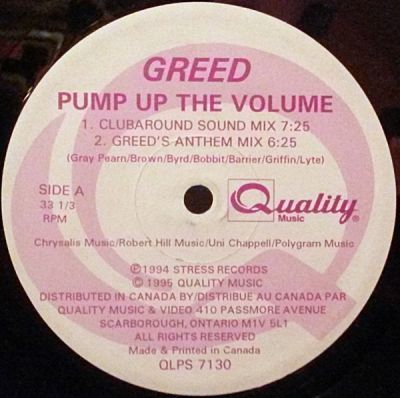 GREED
PUMP UP THE VOLUME
1. CLUBAROUND SOUND MIX 7:25
2. GREED'S ANTHEM MIX 6:25
(Gray Pearn/Brown/Byrd/Bobbit/Barrier/Griffin/Lyte)
SIDE A
33 1/3
RPM
Quality
Music ®
Chrysalis Music/Robert Hill Music/Uni Chappell/Polygram Music
℗1994 STRESS RECORDS
©1995 QUALITY MUSIC
DISTRIBUTED IN CANADA BY/DISTRIBUE AU CANADA PAR
QUALITY MUSIC & VIDEO 410 PASSMORE AVENUE
SCARBOROUGH, ONTARIO M1V 5L1
ALL RIGHTS RESERVED
Made & Printed in Canada
QLPS 7130